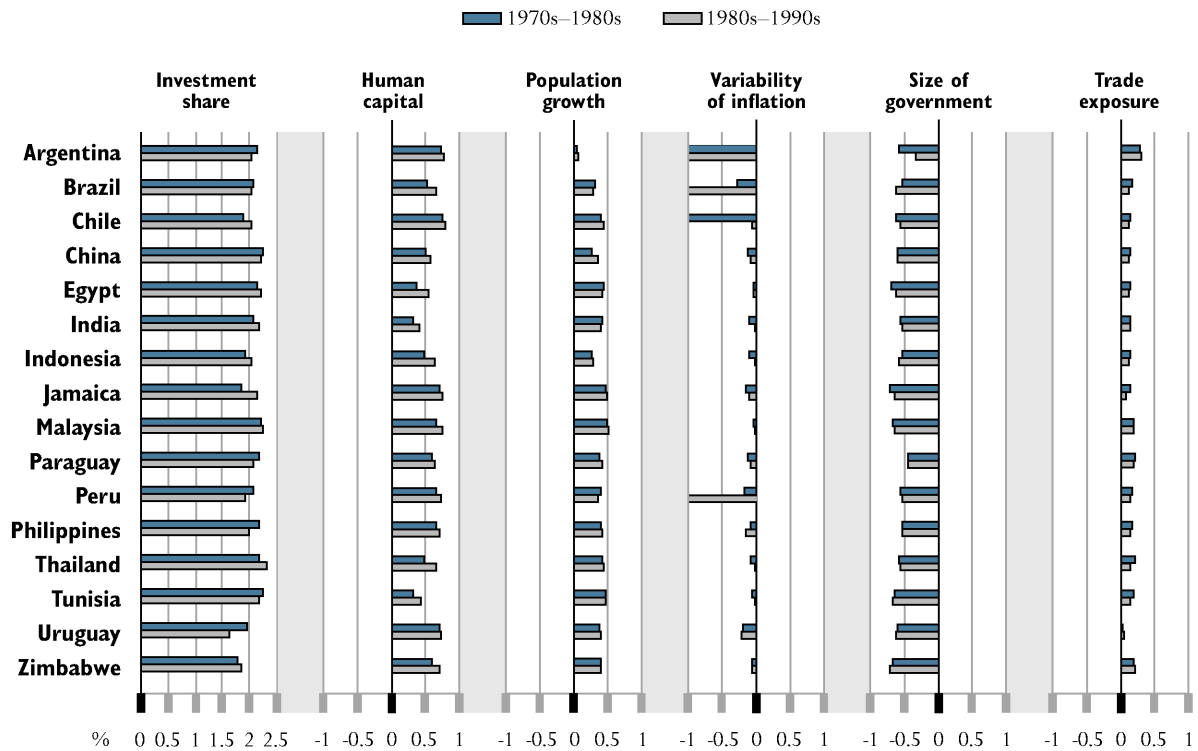 1970s–1980s 1980s–1990s
Investment share
Human capital
Population growth
Variability of inflation
Size of government
Trade exposure
Argentina
Brazil
Chile
China
Egypt
India
Indonesia
Jamaica
Malaysia
Paraguay
Peru
Philippines
Thailand
Tunisia
Uruguay
Zimbabwe
% 0 0.5 1 1.5 2 2.5 -1 -0.5 0 0.5 1 -1 -0.5 0 0.5 1 -1 -0.5 0 0.5 1 -1 -0.5 0 0.5 1 -1 -0.5 0 0.5 1